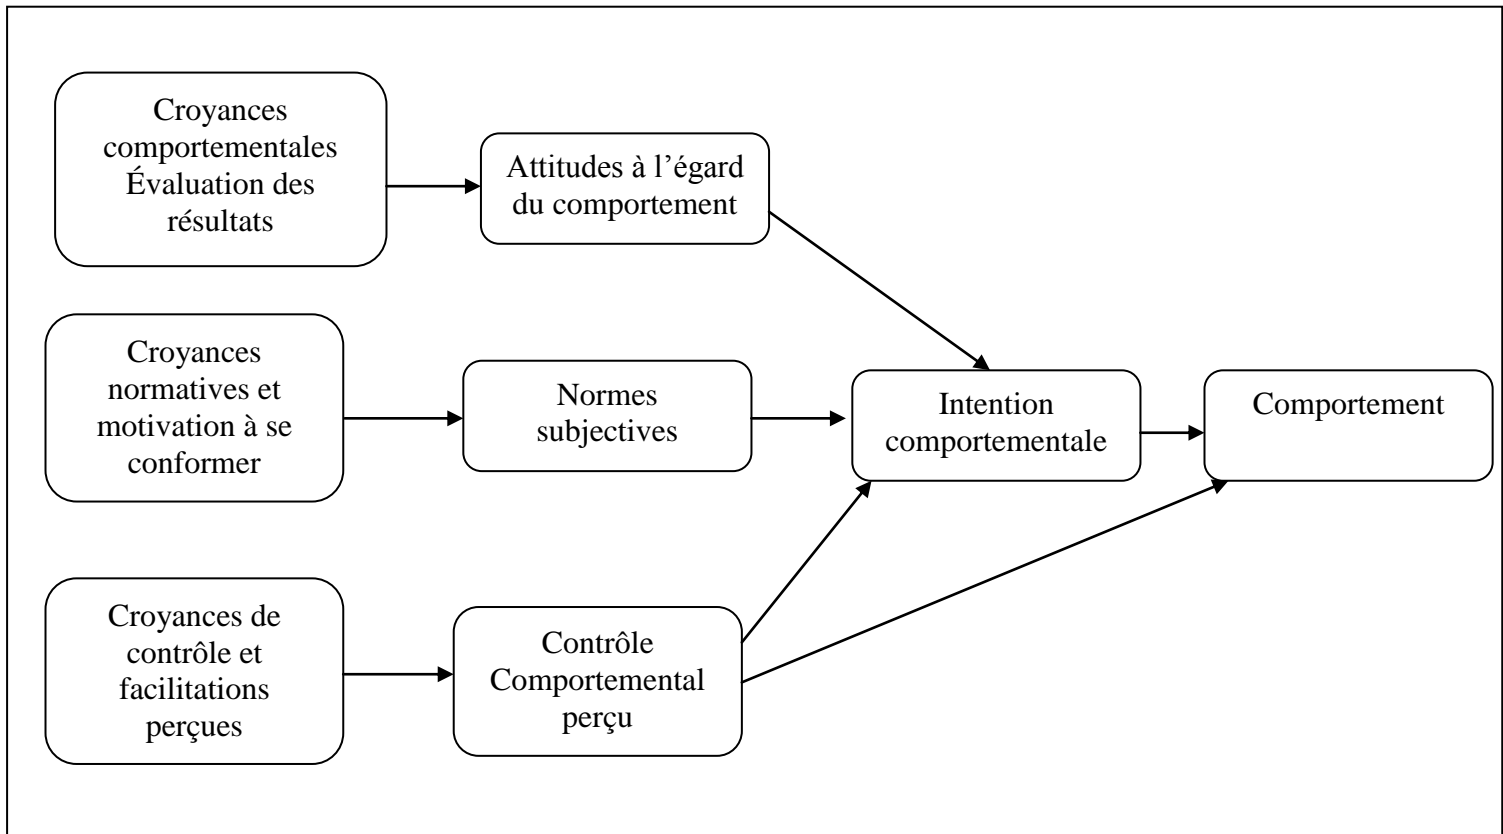 Croyances
comportementales
Évaluation des
résultats
Attitudes à l’égard
du comportement
Croyances
normatives et
motivation à se
conformer
Normes
subjectives
Intention
comportementale
Comportement
Croyances de
contrôle et
facilitations
perçues
Contrôle
Comportemental
perçu